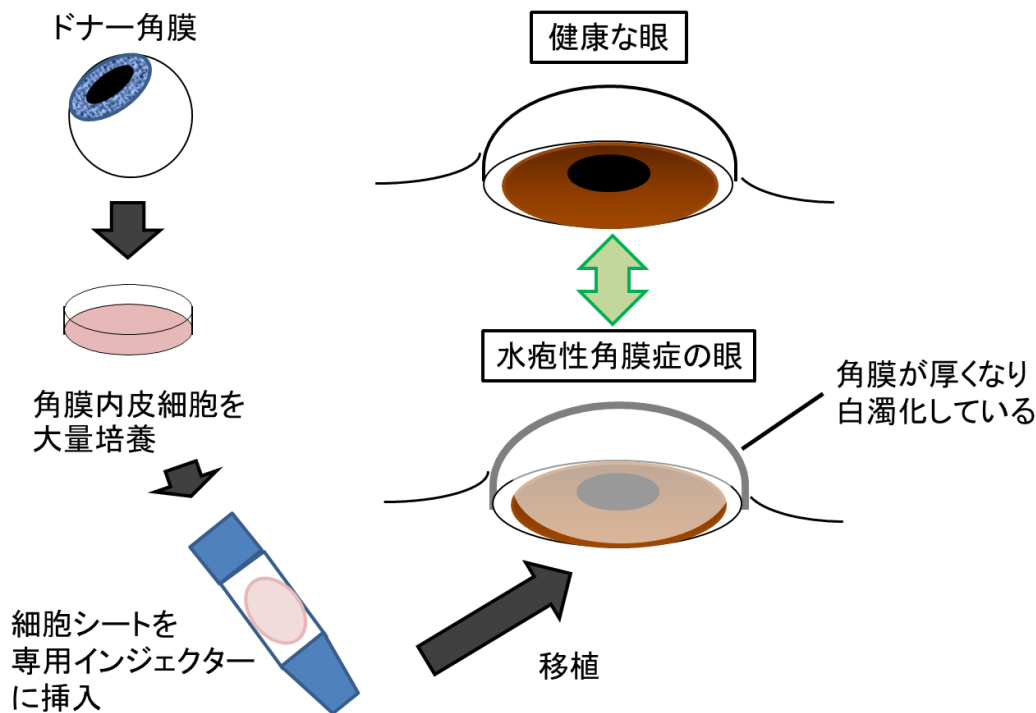 ドナー角膜
健康な眼
水疱性角膜症の眼
角膜が厚くなり
白濁化している
角膜内皮細胞を
大量培養
細胞シートを
専用インジェクター
に挿入
移植